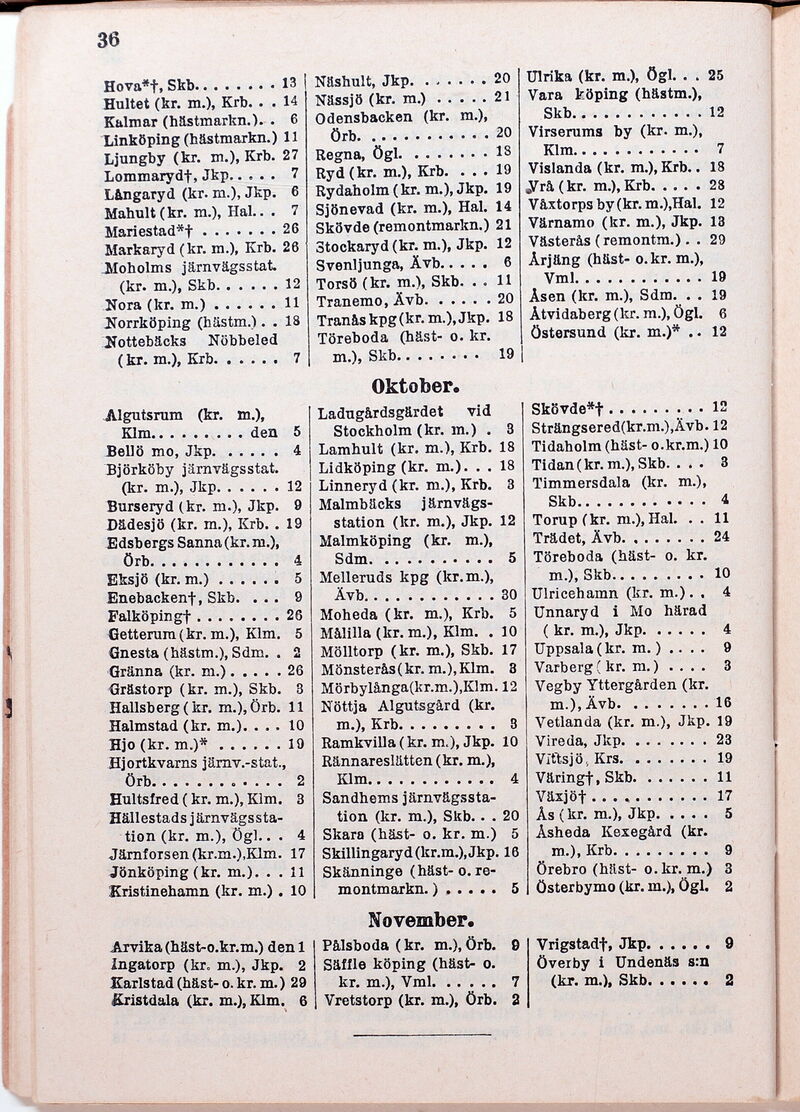 36
Hova*†, Skb. . . . . . . . 13
Hultet (kr. m.), Krb. . . 14
Kalmar (hästmarkn.). . 6
Linköping (hästmarkn.) 11
Ljungby (kr. m.), Krb. 27
Lommaryd†, Jkp. . . . . 7
Långaryd (kr. m.), Jkp. 6
Mahult (kr. m.), Hal. . . 7
Mariestad*† . . . . . . . 26
Markaryd (kr. m.), Krb. 26
Moholms järnvägsstat.
(kr. m.), Skb. . . . . . 12
Nora (kr. m.) . . . . . . 11
Norrköping (hästm.) . . 18
Nottebäcks Nöbbeled
(kr. m.), Krb. . . . . . 7
Näshult, Jkp. . . . . . . 20
Nässjö (kr. m.) . . . . . 21
Odensbacken (kr. m.),
Örb. . . . . . . . . . . . 20
Regna, Ögl. . . . . . . . 18
Ryd (kr. m.), Krb. . . . 19
Rydaholm (kr. m.), Jkp. 19
Sjönevad (kr. m.), Hal. 14
Skövde (remontmarkn.) 21
Stockaryd (kr. m.), Jkp. 12
Svenljunga, Ävb. . . . . 6
Torsö (kr. m.), Skb. . . 11
Tranemo, Ävb. . . . . . 20
Tranås kpg (kr. m.), Jkp. 18
Töreboda (häst- o. kr.
m.), Skb. . . . . . . . 19
Ulrika (kr. m.), Ögl. . . 25
Vara köping (hästm.),
Skb. . . . . . . . . . . . 12
Virserums by (kr. m.),
Klm. . . . . . . . . . . . 7
Vislanda (kr. m.), Krb. . 18
Vrå (kr. m.), Krb. . . . . 28
Våxtorps by (kr. m.), Hal. 12
Värnamo (kr. m.), Jkp. 13
Västerås (remontm.) . . 29
Årjäng (häst- o. kr. m.),
Vml. . . . . . . . . . . . 19
Åsen (kr. m.), Sdm. . . 19
Åtvidaberg (kr. m.), Ögl. 6
Östersund (kr. m.)* . . 12
Oktober.
Algutsrum (kr. m.),
Klm. . . . . . . . . den 5
Bellö mo, Jkp. . . . . . 4
Björköby järnvägsstat.
(kr. m.), Jkp. . . . . . 12
Burseryd (kr. m.), Jkp. 9
Dädesjö (kr. m.), Krb. . 19
Edsbergs Sanna (kr. m.),
Örb. . . . . . . . . . . . 4
Eksjö (kr. m.) . . . . . . 5
Enebacken†, Skb. . . . 9
Falköping† . . . . . . . . 26
Getterum (kr. m.), Klm. 5
Gnesta (hästm.), Sdm. . 2
Gränna (kr. m.) . . . . . 26
Grästorp (kr. m.), Skb. 3
Hallsberg (kr. m.), Örb. 11
Halmstad (kr. m.). . . . 10
Hjo (kr. m.)* . . . . . . 19
Hjortkvarns järnv.-stat.,
Örb. . . . . . . . . . . . 2
Hultsfred (kr. m.), Klm. 3
Hällestads järnvägssta-
tion (kr. m.), Ögl. . . 4
Järnforsen (kr.m.), Klm. 17
Jönköping (kr. m.). . . 11
Kristinehamn (kr. m.) . 10
Ladugårdsgärdet vid
Stockholm (kr. m.) . 3
Lamhult (kr. m.), Krb. 18
Lidköping (kr. m.). . . 18
Linneryd (kr. m.), Krb. 3
Malmbäcks järnvägs-
station (kr. m.), Jkp. 12
Malmköping (kr. m.),
Sdm. . . . . . . . . . . 5
Melleruds kpg (kr.m.),
Ävb. . . . . . . . . . . . 30
Moheda (kr. m.), Krb. 5
Målilla (kr. m.), Klm. . 10
Mölltorp (kr. m.), Skb. 17
Mönsterås (kr. m.), Klm. 3
Mörbylånga (kr.m.), Klm. 12
Nöttja Algutsgård (kr.
m.), Krb. . . . . . . . . 3
Ramkvilla (kr. m.), Jkp. 10
Rännareslätten (kr. m.),
Klm. . . . . . . . . . . . 4
Sandhems järnvägssta-
tion (kr. m.), Skb. . . 20
Skara (häst- o. kr. m.) 5
Skillingaryd (kr.m.), Jkp. 16
Skänninge (häst- o. re-
montmarkn.) . . . . . 5
Skövde*† . . . . . . . . . 12
Strängsered (kr.m.), Ävb. 12
Tidaholm (häst- o. kr.m.) 10
Tidan (kr. m.), Skb. . . . 3
Timmersdala (kr. m.),
Skb. . . . . . . . . . . . 4
Torup (kr. m.), Hal. . . 11
Trädet, Ävb. . . . . . . . 24
Töreboda (häst- o. kr.
m.), Skb. . . . . . . . . 10
Ulricehamn (kr. m.) . . 4
Unnaryd i Mo härad
(kr. m.), Jkp. . . . . . 4
Uppsala (kr. m.) . . . . 9
Varberg (kr. m.) . . . . 3
Vegby Yttergården (kr.
m.), Ävb. . . . . . . . . 16
Vetlanda (kr. m.), Jkp. 19
Vireda, Jkp. . . . . . . . 23
Vittsjö, Krs. . . . . . . . 19
Väring†, Skb. . . . . . . 11
Växjö† . . . . . . . . . . 17
Ås (kr. m.), Jkp. . . . . 5
Åsheda Kexegård (kr.
m.), Krb. . . . . . . . . 9
Örebro (häst- o. kr. m.) 3
Österbymo (kr. m.), Ögl. 2
November.
Arvika (häst-o.kr.m.) den 1
Ingatorp (kr. m.), Jkp. 2
Karlstad (häst- o. kr. m.) 29
Kristdala (kr. m.), Klm. 6
Pålsboda (kr. m.), Örb. 9
Säffle köping (häst- o.
kr. m.), Vml. . . . . . 7
Vretstorp (kr. m.), Örb. 2
Vrigstad†, Jkp. . . . . . 9
Överby i Undenäs s:n
(kr. m.), Skb. . . . . . 2